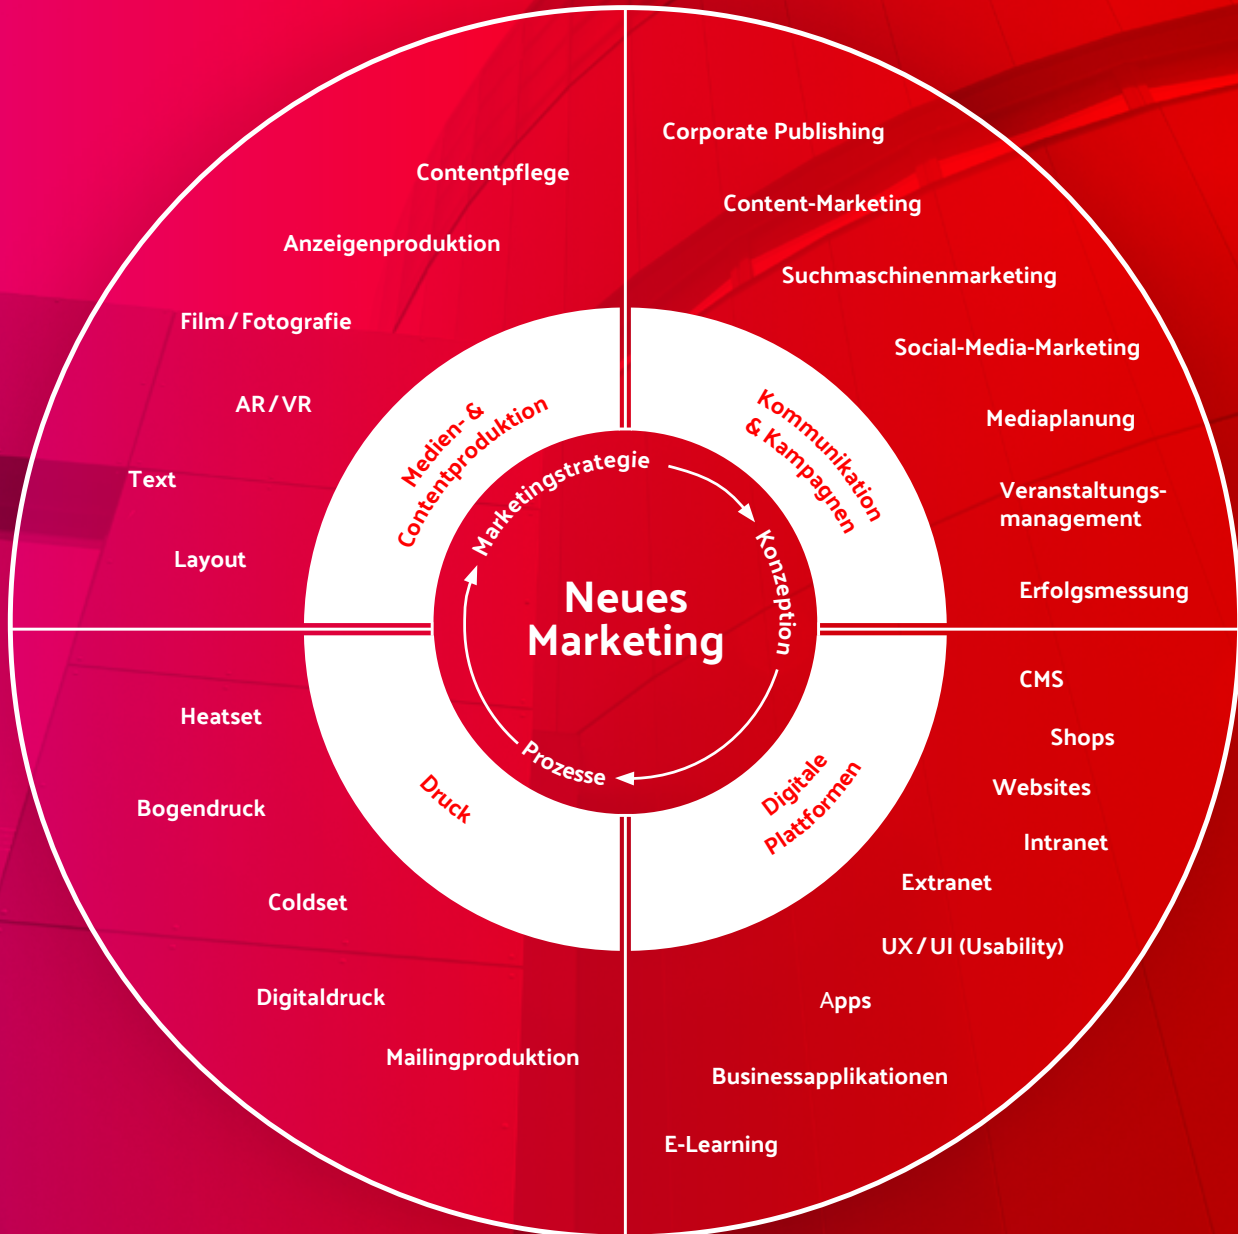 Contentpflege
Anzeigenproduktion
Film / Fotografie
AR / VR
Text
Layout
Corporate Publishing
Content-Marketing
Suchmaschinenmarketing
Social-Media-Marketing
Mediaplanung
Veranstaltungs-
management
Erfolgsmessung
Medien- &
Contentproduktion
Kommunikation
& Kampagnen
Marketingstrategie
Konzeption
Prozesse
Neues
Marketing
Druck
Digitale
Plattformen
Heatset
Bogendruck
Coldset
Digitaldruck
Mailingproduktion
CMS
Shops
Websites
Intranet
Extranet
UX / UI (Usability)
Apps
Businessapplikationen
E-Learning